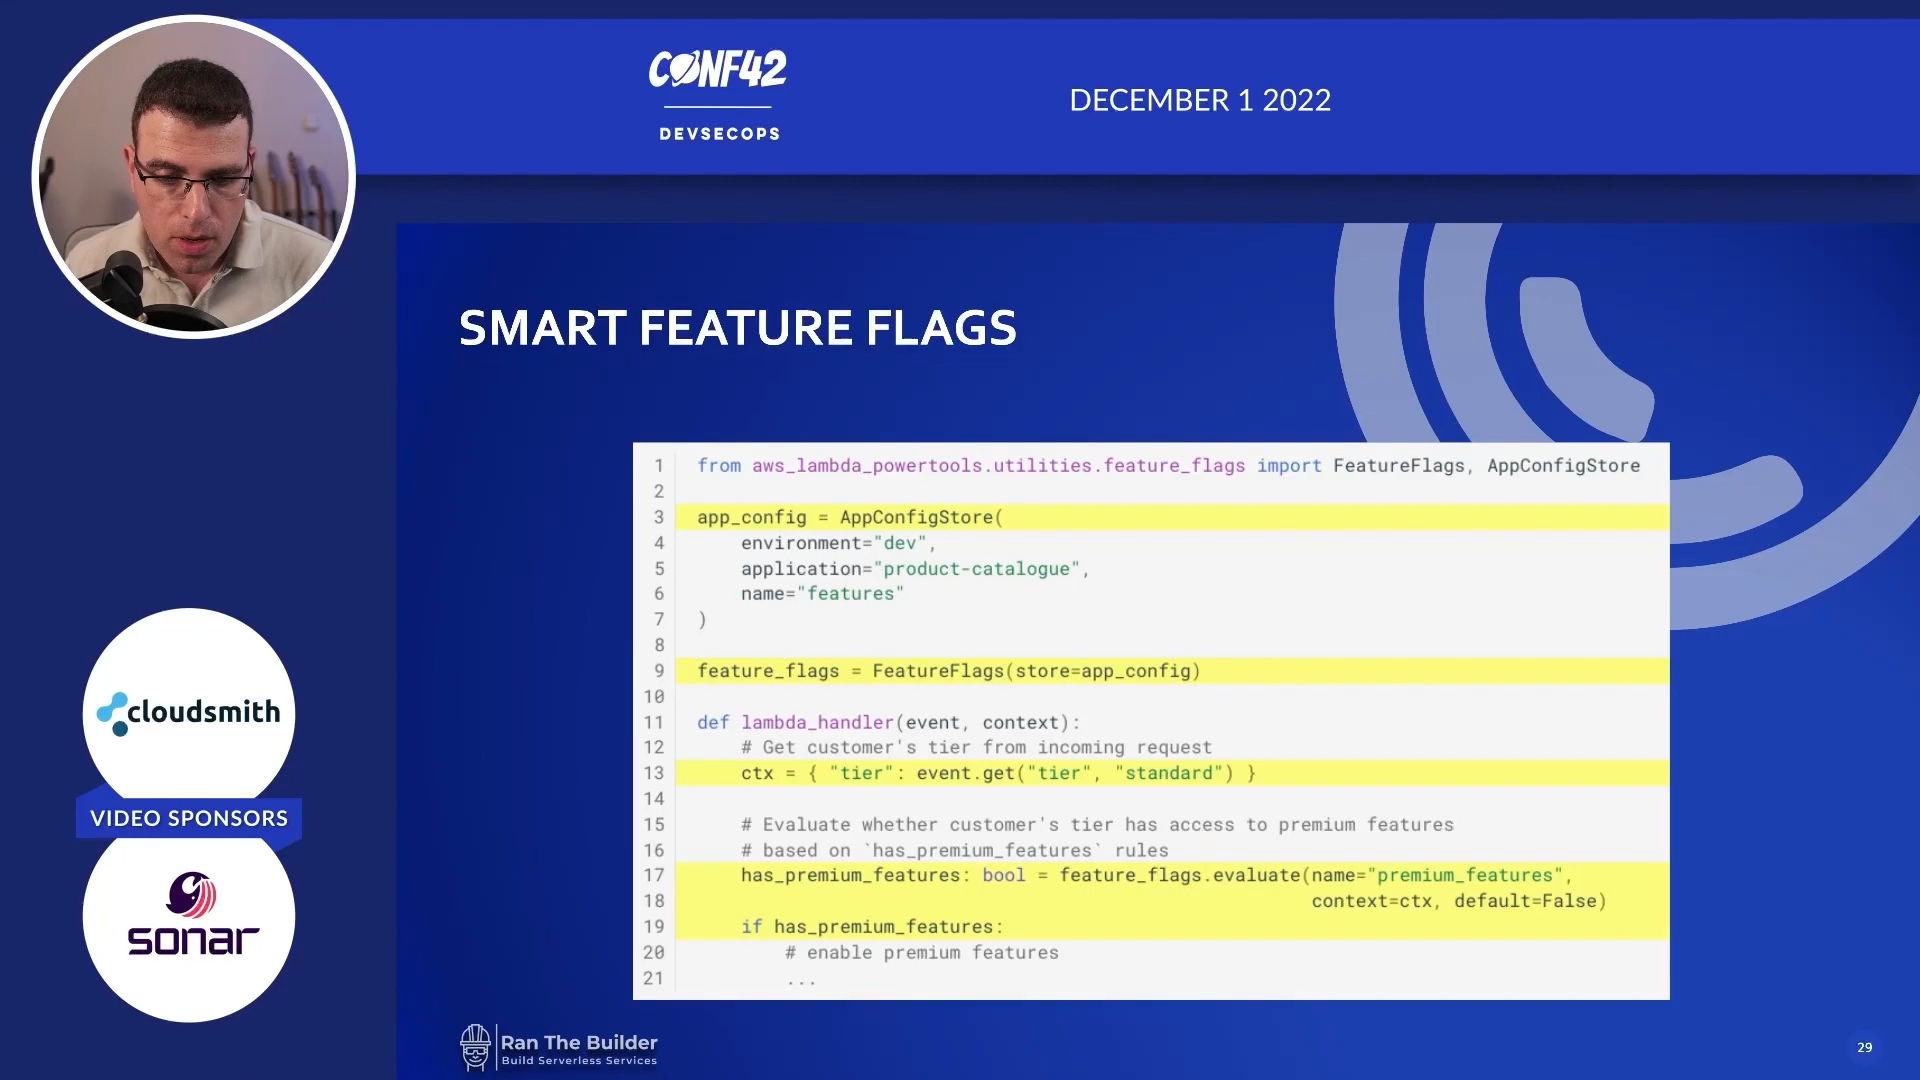 CONF42
DEVSECOPS
DECEMBER 1 2022
SMART FEATURE FLAGS
1 from aws_lambda_powertools.utilities.feature_flags import FeatureFlags, AppConfigStore
2
3 app_config = AppConfigStore(
4     environment="dev",
5     application="product-catalogue",
6     name="features"
7 )
8
9 feature_flags = FeatureFlags(store=app_config)
10
11 def lambda_handler(event, context):
12     # Get customer's tier from incoming request
13     ctx = { "tier": event.get("tier", "standard") }
14
15     # Evaluate whether customer's tier has access to premium features
16     # based on `has_premium_features` rules
17     has_premium_features: bool = feature_flags.evaluate(name="premium_features",
18                                                         context=ctx, default=False)
19     if has_premium_features:
20         # enable premium features
21         ...
cloudsmith
VIDEO SPONSORS
sonar
Ran The Builder
Build Serverless Services
29